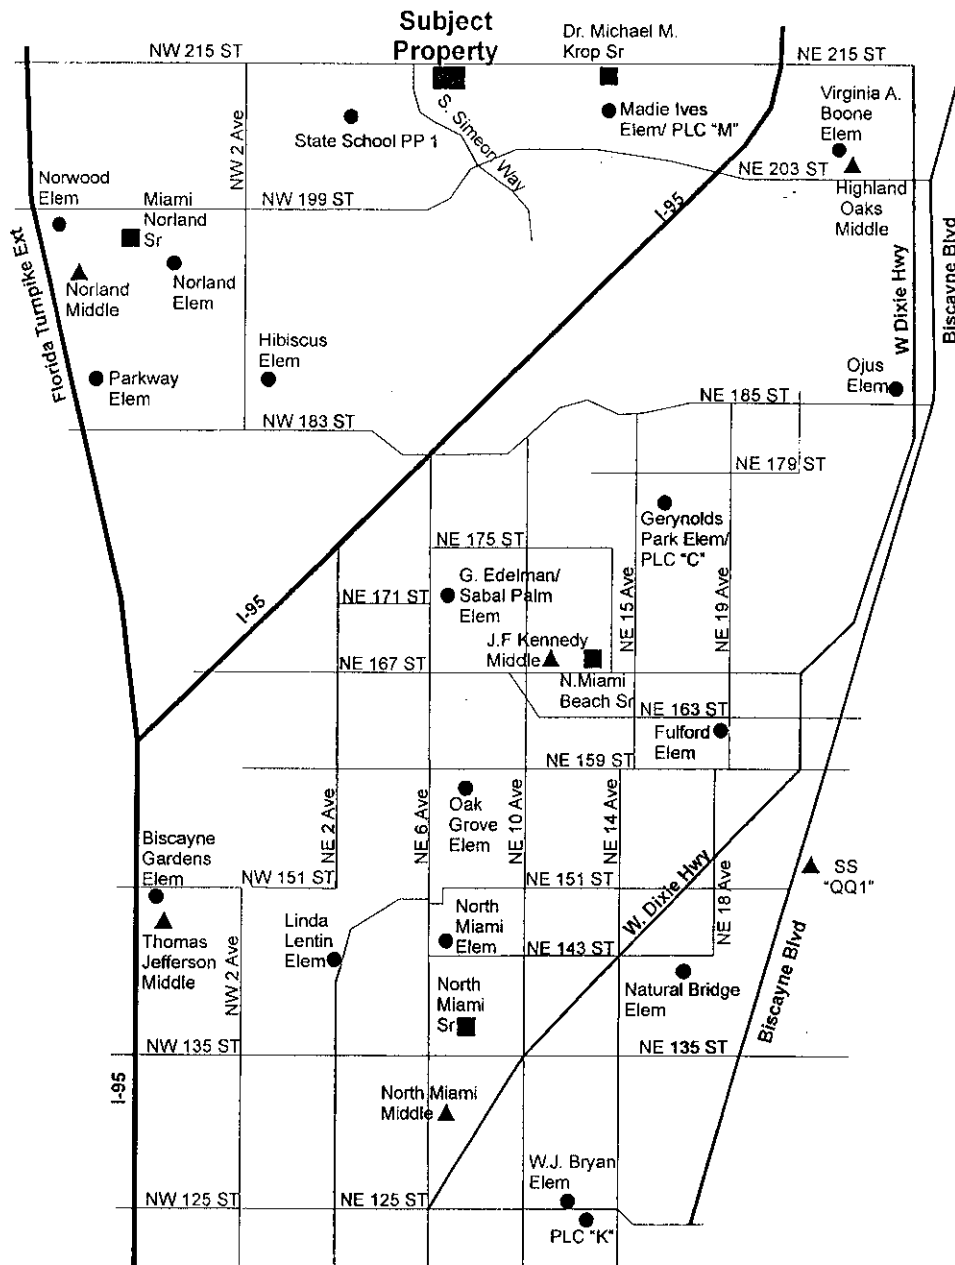 Subject
Property
Dr. Michael M.
Krop Sr
NW 215 ST
NE 215 ST
Virginia A.
Boone
Elem
Madie Ives
Elem/ PLC "M"
State School PP 1
NW 2 Ave
S. Simeon Way
NE 203 ST
Highland
Oaks
Middle
Norwood
Elem
Miami
Norland
Sr
NW 199 ST
I-95
Norland
Middle
Norland
Elem
Florida Turnpike Ext
W Dixie Hwy
Biscayne Blvd
Hibiscus
Elem
Parkway
Elem
Ojus
Elem
NW 183 ST
NE 185 ST
NE 179 ST
Gerynolds
Park Elem/
PLC "C"
NE 175 ST
G. Edelman/
Sabal Palm
Elem
NE 171 ST
I-95
NE 15 Ave
NE 19 Ave
J.F Kennedy
Middle
NE 167 ST
N.Miami
Beach Sr
NE 163 ST
Fulford
Elem
NE 159 ST
NE 2 Ave
NE 6 Ave
NE 10 Ave
NE 14 Ave
Oak
Grove
Elem
Biscayne
Gardens
Elem
NW 151 ST
NE 151 ST
W. Dixie Hwy
NE 18 Ave
SS
"QQ1"
Thomas
Jefferson
Middle
NW 2 Ave
Linda
Lentin
Elem
North
Miami
Elem
NE 143 ST
Natural Bridge
Elem
Biscayne Blvd
North
Miami
Sr
NW 135 ST
NE 135 ST
I-95
North Miami
Middle
W.J. Bryan
Elem
NW 125 ST
NE 125 ST
PLC "K"